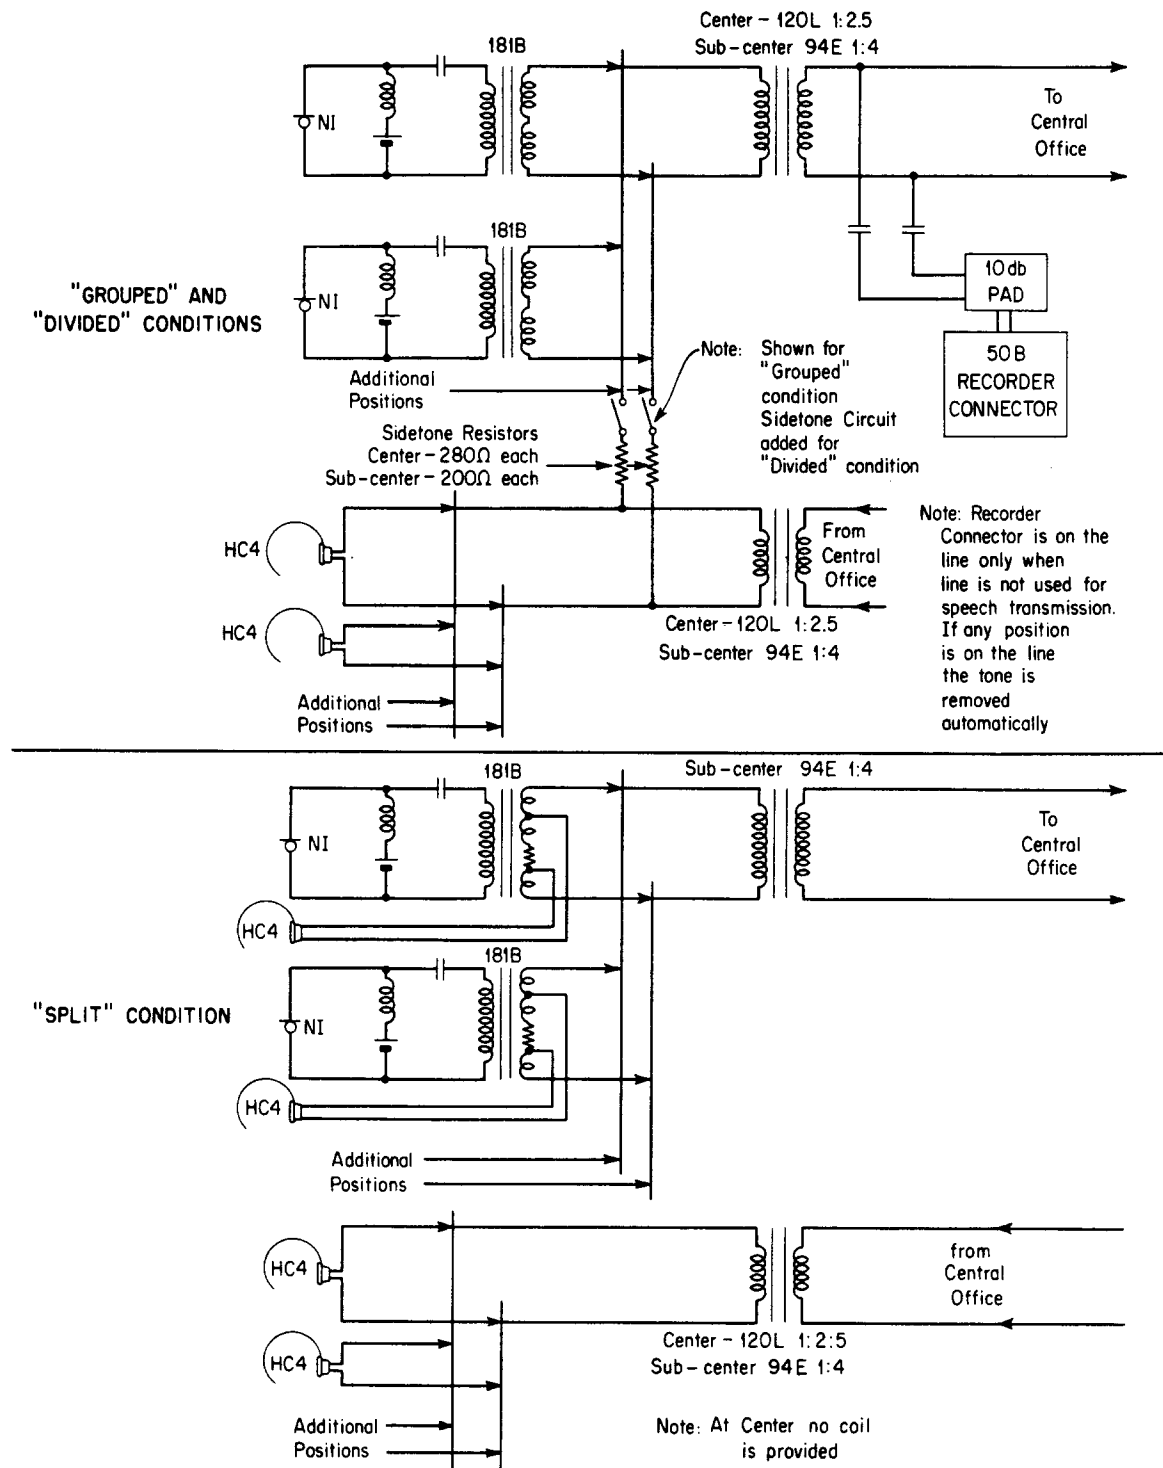 Center – 120L 1:2.5
Sub-center 94E 1:4
181B
NI
To
Central
Office
181B
NI
"GROUPED" AND
"DIVIDED" CONDITIONS
10 db
PAD
50B
RECORDER
CONNECTOR
Note: Shown for
"Grouped"
condition
Sidetone Circuit
added for
"Divided" condition
Additional
Positions
Sidetone Resistors
Center – 280Ω each
Sub-center – 200Ω each
HC4
HC4
From
Central
Office
Center – 120L 1:2.5
Sub-center 94E 1:4
Note: Recorder
Connector is on the
line only when
line is not used for
speech transmission.
If any position
is on the line
the tone is
removed
automatically
Additional
Positions
181B
Sub-center 94E 1:4
NI
To
Central
Office
HC4
181B
"SPLIT" CONDITION
NI
HC4
Additional
Positions
HC4
from
Central
Office
HC4
Center – 120L 1:2:5
Sub-center 94E 1:4
Additional
Positions
Note: At Center no coil
is provided